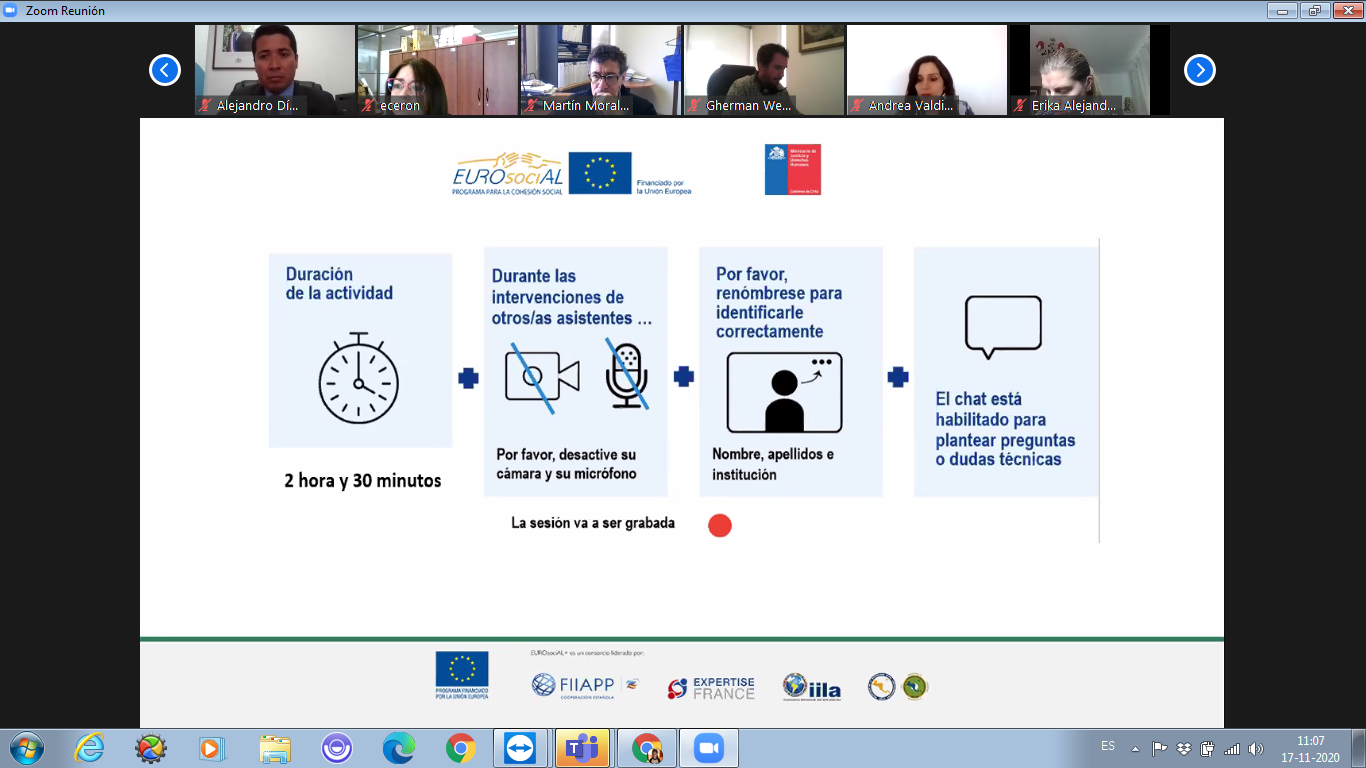 Zoom Reunión
Alejandro Dí...
eceron
Martín Moral...
Gherman We...
Andrea Valdi...
Erika Alejand...
EUROsociAL
PROGRAMA PARA LA COHESIÓN SOCIAL
Financiado por
la Unión Europea
Ministerio de
Justicia y
Derechos
Humanos
Gobierno de Chile
Duración
de la actividad
2 hora y 30 minutos
Durante las
intervenciones de
otros/as asistentes ...
Por favor, desactive su
cámara y su micrófono
Por favor,
renómbrese para
identificarle
correctamente
Nombre, apellidos e
institución
El chat está
habilitado para
plantear preguntas
o dudas técnicas
La sesión va a ser grabada
PROGRAMA FINANCIADO
POR LA UNIÓN EUROPEA
EUROsociAL+ es un consorcio liderado por:
FIIAPP
COOPERACIÓN ESPAÑOLA
EXPERTISE
FRANCE
iila
ES
11:07
17-11-2020